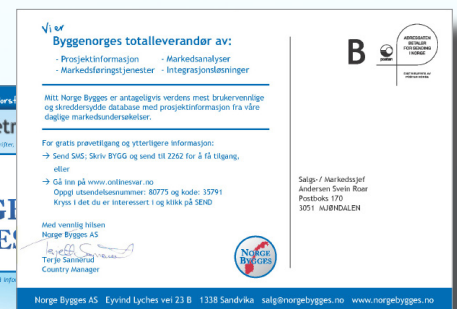 Vi er
Byggenorges totalleverandør av:
- Prosjektinformasjon - Markedsanalyser
- Markedsføringstjenester - Integrasjonsløsninger
Mitt Norge Bygges er antageligvis verdens mest brukervennlige
og skreddersydde database med prosjektinformasjon fra våre
daglige markedsundersøkelser.
For gratis prøvetilgang og ytterligere informasjon:
→ Send SMS; Skriv BYGG og send til 2262 for å få tilgang,
eller
→ Gå inn på www.onlinesvar.no
Oppgi utsendelsesnummer: 80775 og kode: 35791
Kryss i det du er interessert i og klikk på SEND
Med vennlig hilsen
Norge Bygges AS
Terje Sannerud
Country Manager
NORGE
BYGGES
B
ADRESSATEN
BETALER
FOR SENDING
I NORGE
Salgs-/ Markedssjef
Andersen Svein Roar
Postboks 170
3051 MJØNDALEN
Norge Bygges AS Eyvind Lyches vei 23 B 1338 Sandvika salg@norgebygges.no www.norgebygges.no